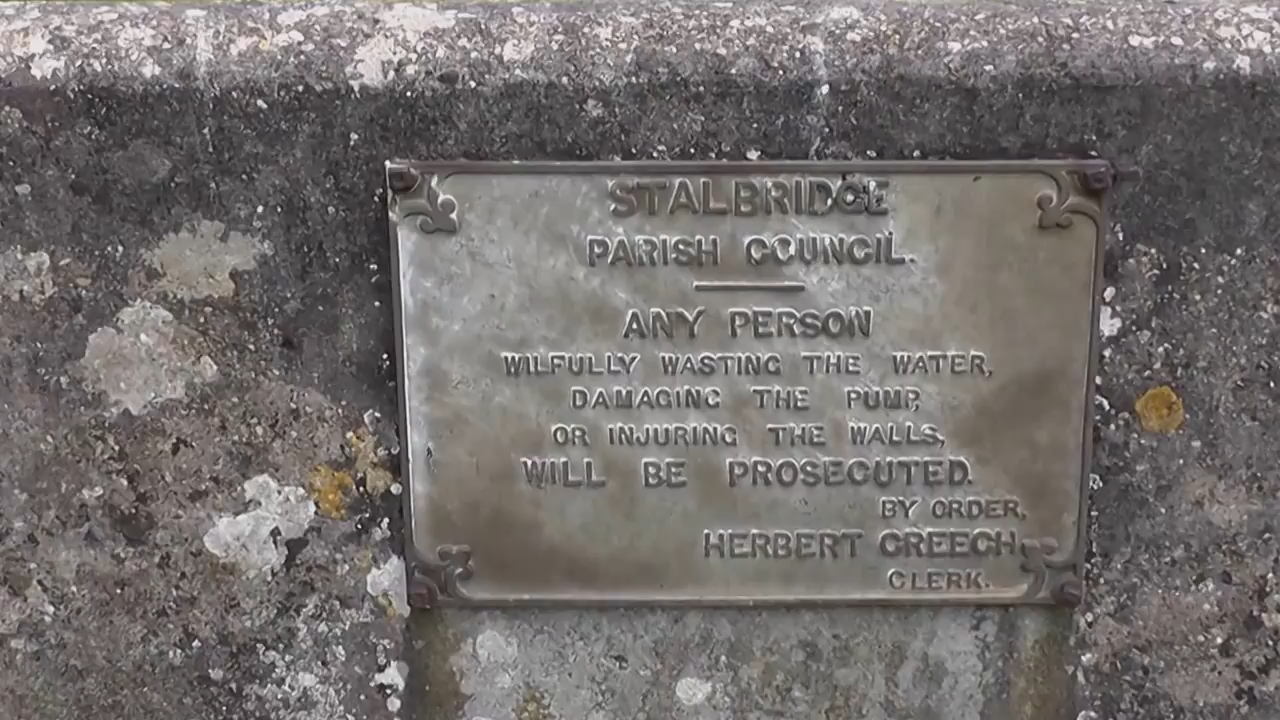 STALBRIDGE
PARISH COUNCIL.
ANY PERSON
WILFULLY WASTING THE WATER,
DAMAGING THE PUMP,
OR INJURING THE WALLS,
WILL BE PROSECUTED.
BY ORDER,
HERBERT CREECH,
CLERK.